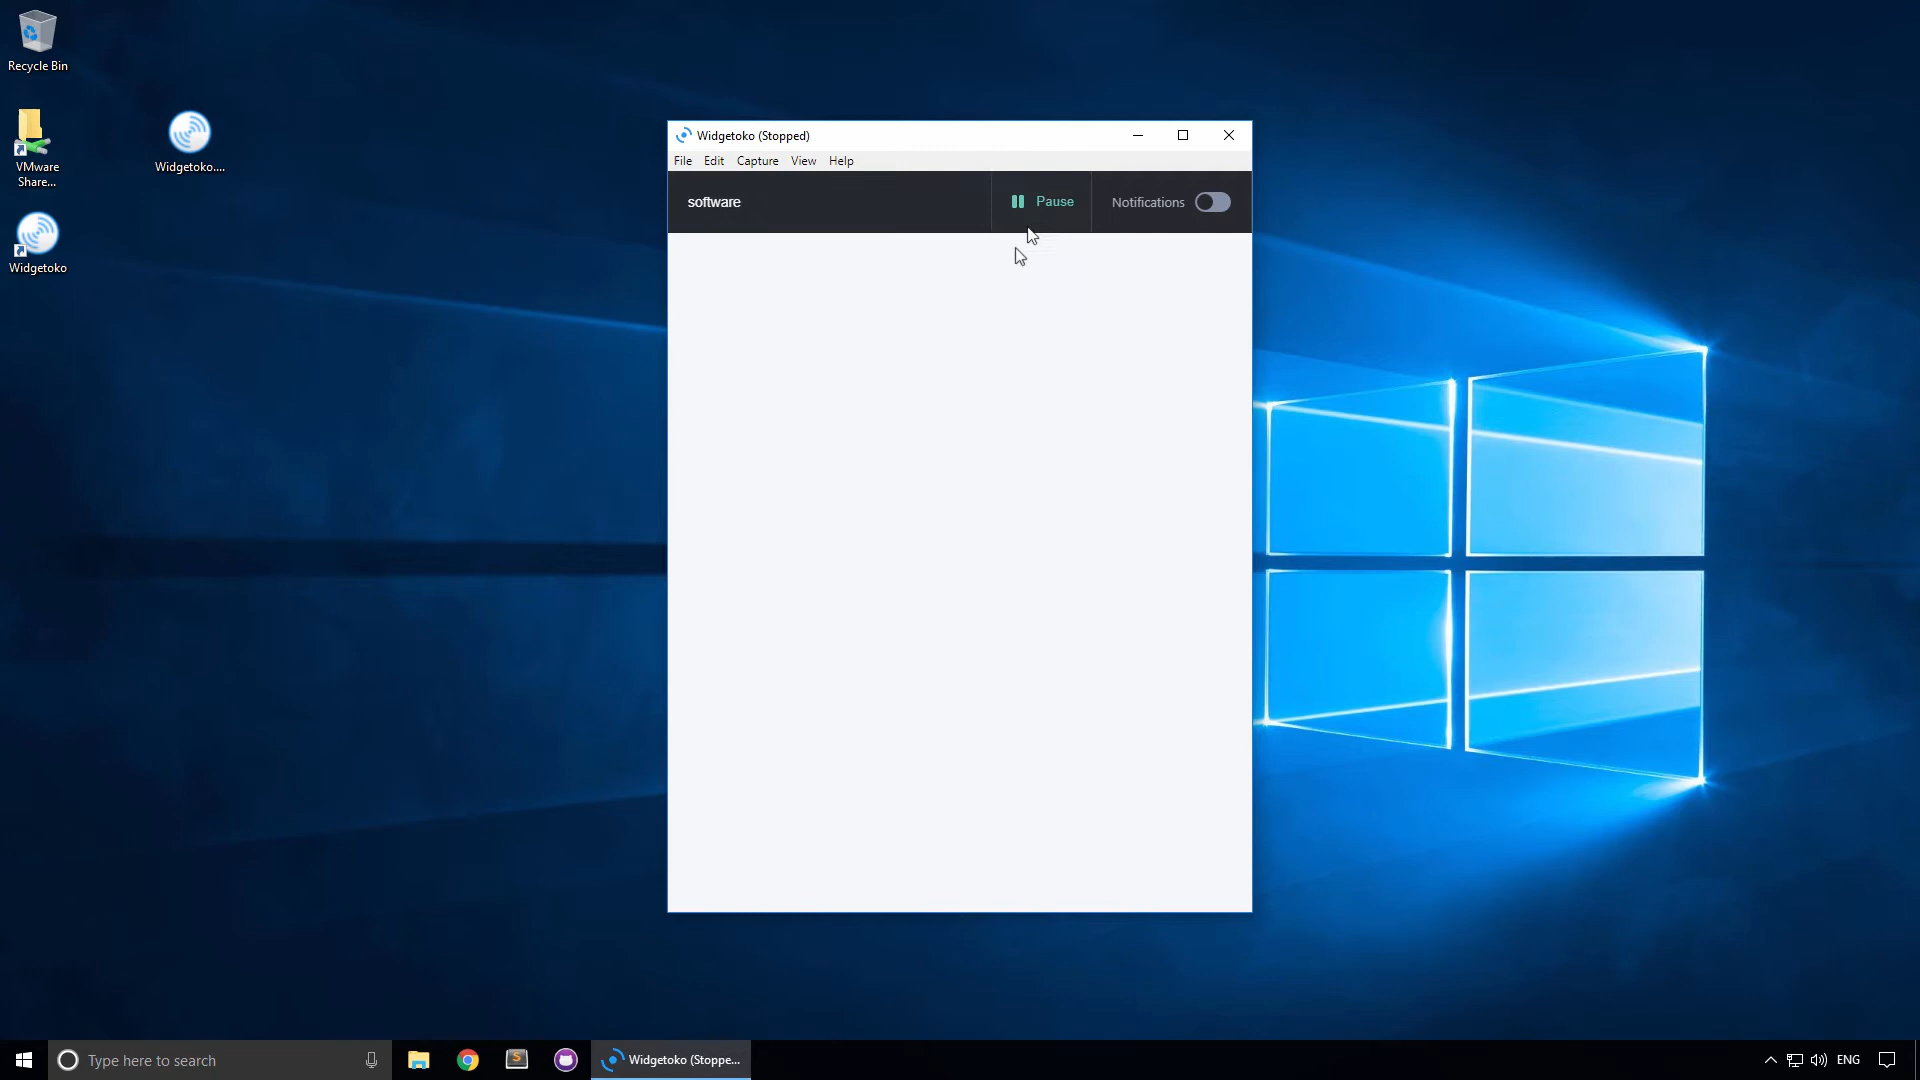 Recycle Bin
VMware
Share...
Widgetoko....
Widgetoko
Widgetoko (Stopped)
File Edit Capture View Help
software
Pause
Notifications
Type here to search
S
Widgetoko (Stoppe...
ENG